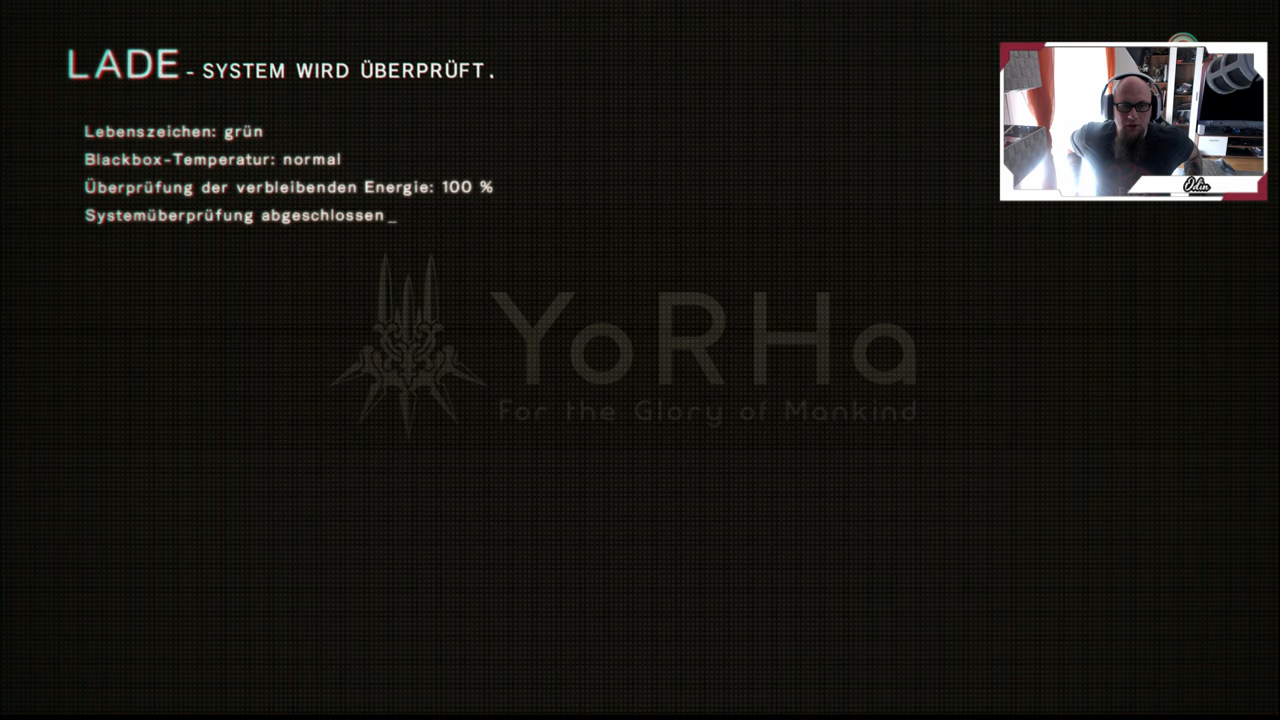 LADE - SYSTEM WIRD ÜBERPRÜFT.
Lebenszeichen: grün
Blackbox-Temperatur: normal
Überprüfung der verbleibenden Energie: 100 %
Systemüberprüfung abgeschlossen_
YoRHa
For the Glory of Mankind
Odin